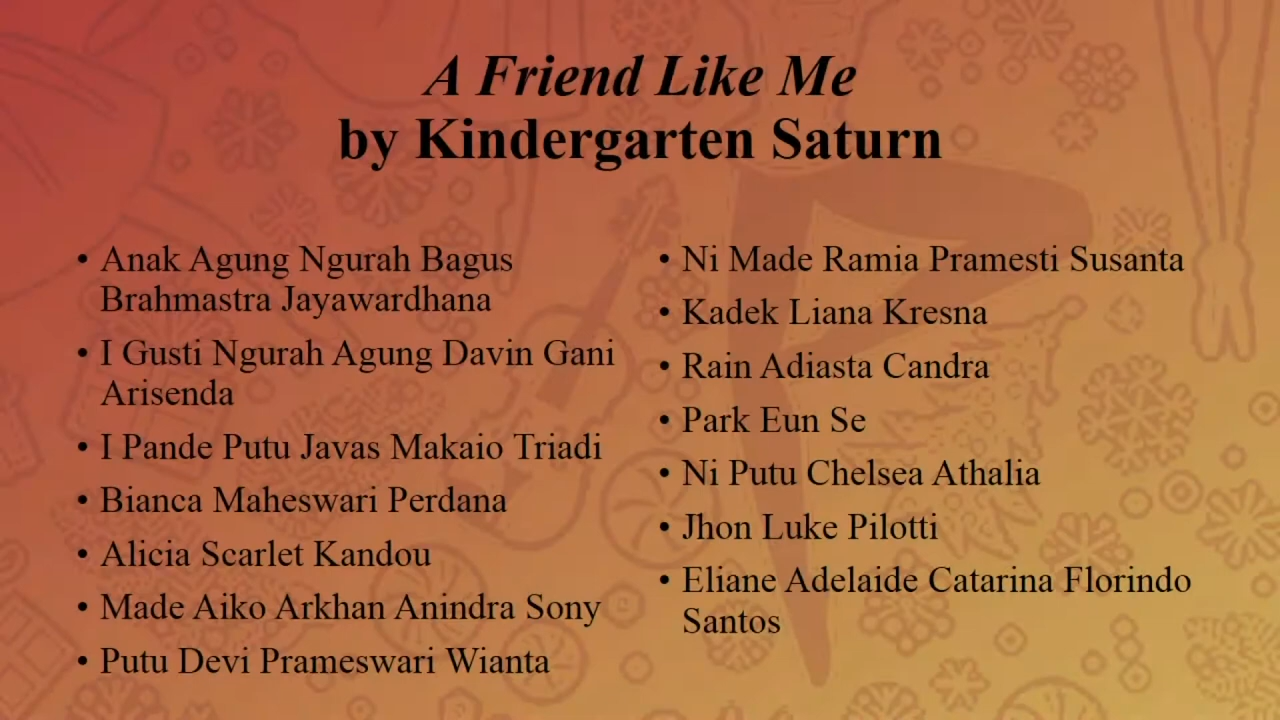 A Friend Like Me
by Kindergarten Saturn
• Anak Agung Ngurah Bagus
Brahmastra Jayawardhana
• I Gusti Ngurah Agung Davin Gani
Arisenda
• I Pande Putu Javas Makaio Triadi
• Bianca Maheswari Perdana
• Alicia Scarlet Kandou
• Made Aiko Arkhan Anindra Sony
• Putu Devi Prameswari Wianta
• Ni Made Ramia Pramesti Susanta
• Kadek Liana Kresna
• Rain Adiasta Candra
• Park Eun Se
• Ni Putu Chelsea Athalia
• Jhon Luke Pilotti
• Eliane Adelaide Catarina Florindo
Santos